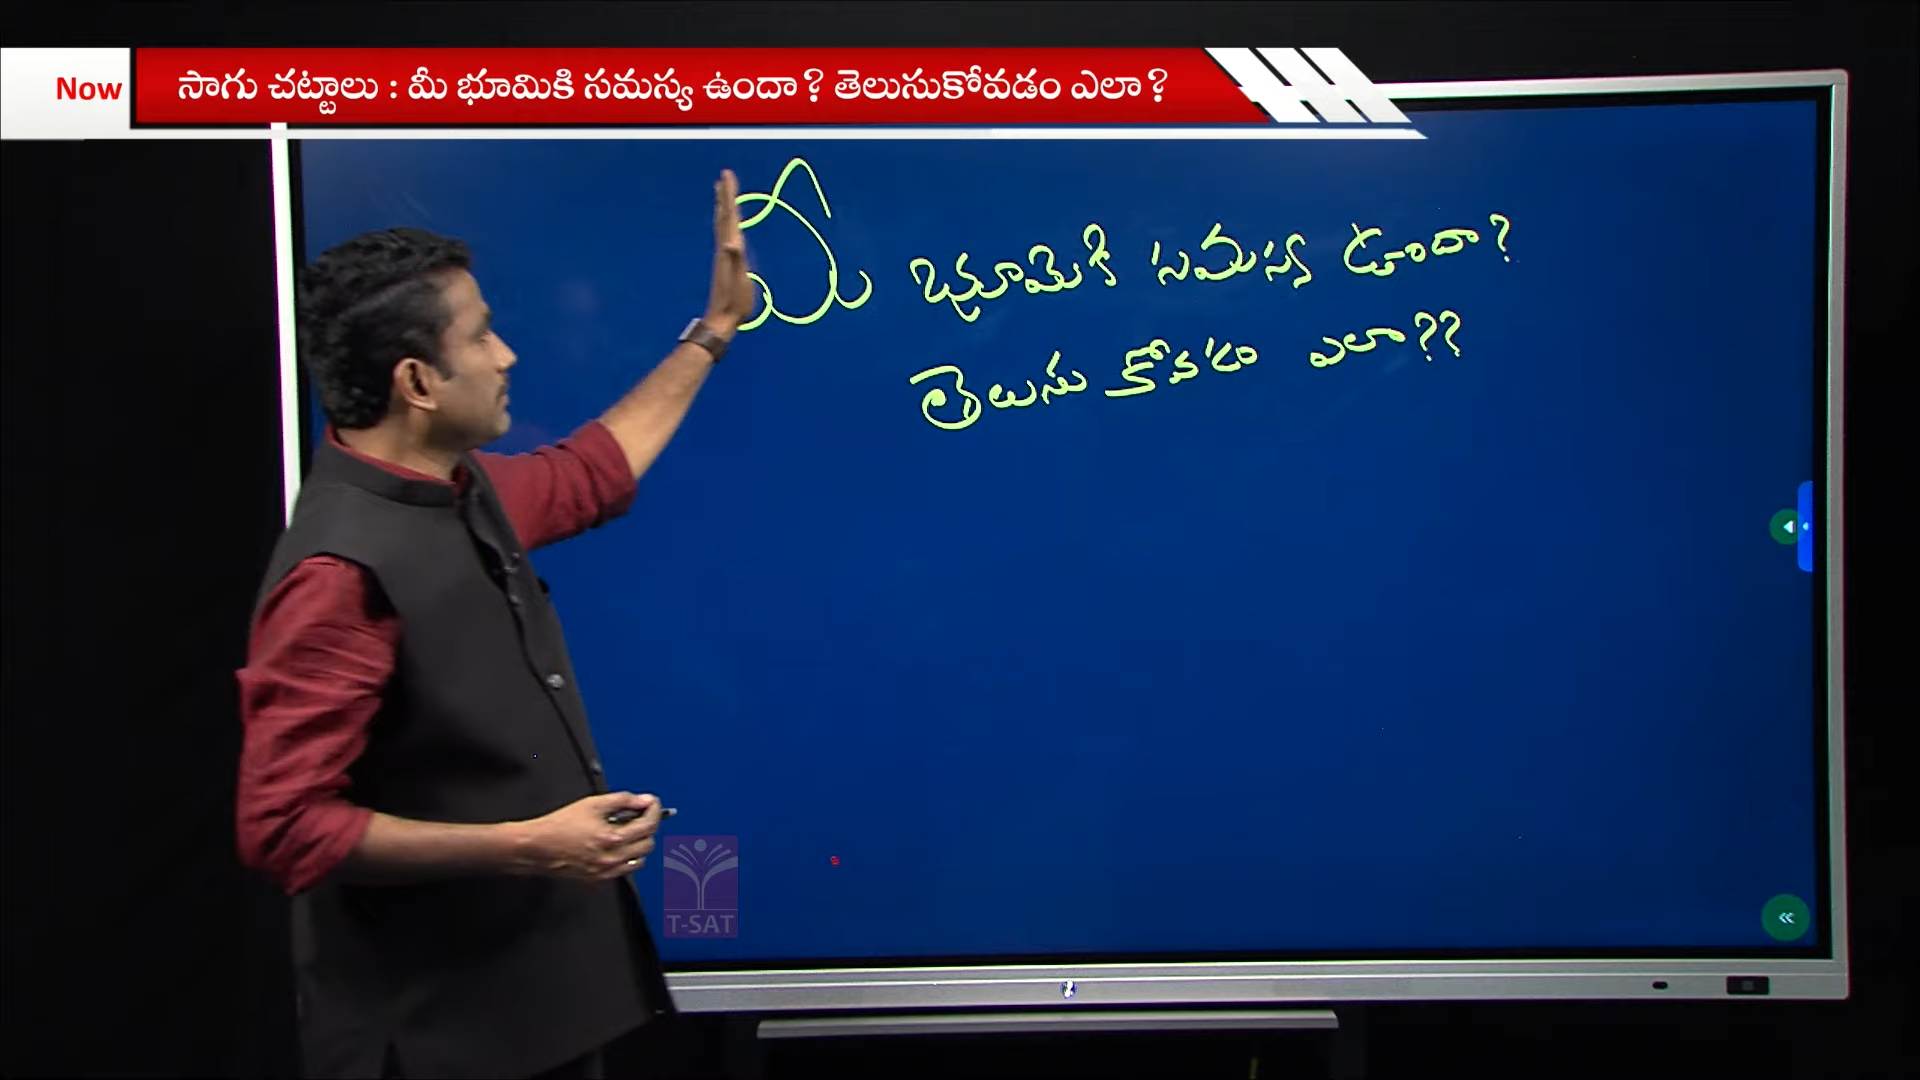 Now సాగు చట్టాలు : మీ భూమికి సమస్య ఉందా? తెలుసుకోవడం ఎలా?
మీ భూమికి సమస్య ఉందా?
తెలుసు కోవడం ఎలా??
T-SAT